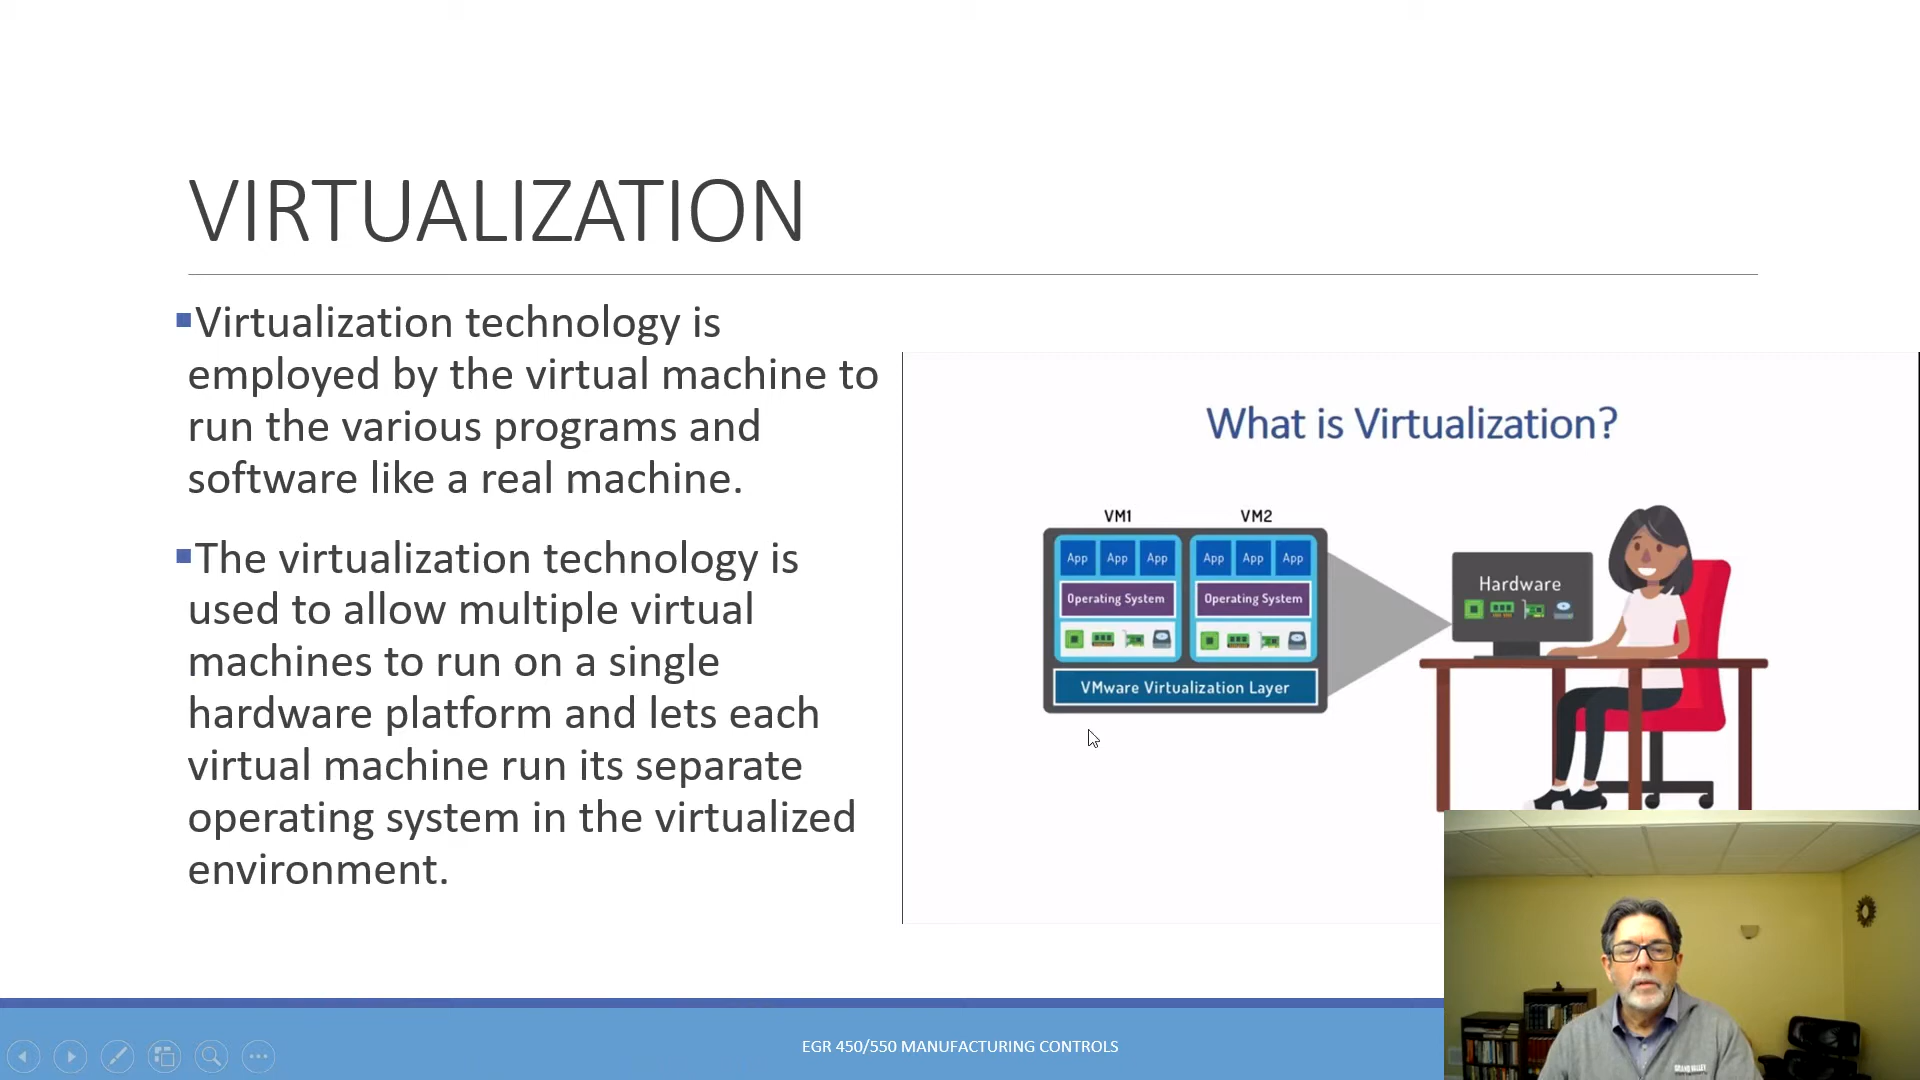 VIRTUALIZATION
Virtualization technology is
employed by the virtual machine to
run the various programs and
software like a real machine.
The virtualization technology is
used to allow multiple virtual
machines to run on a single
hardware platform and lets each
virtual machine run its separate
operating system in the virtualized
environment.
What is Virtualization?
VM1 VM2
App App App App App App
Operating System Operating System
VMware Virtualization Layer
Hardware
EGR 450/550 MANUFACTURING CONTROLS
GRAND VALLEY